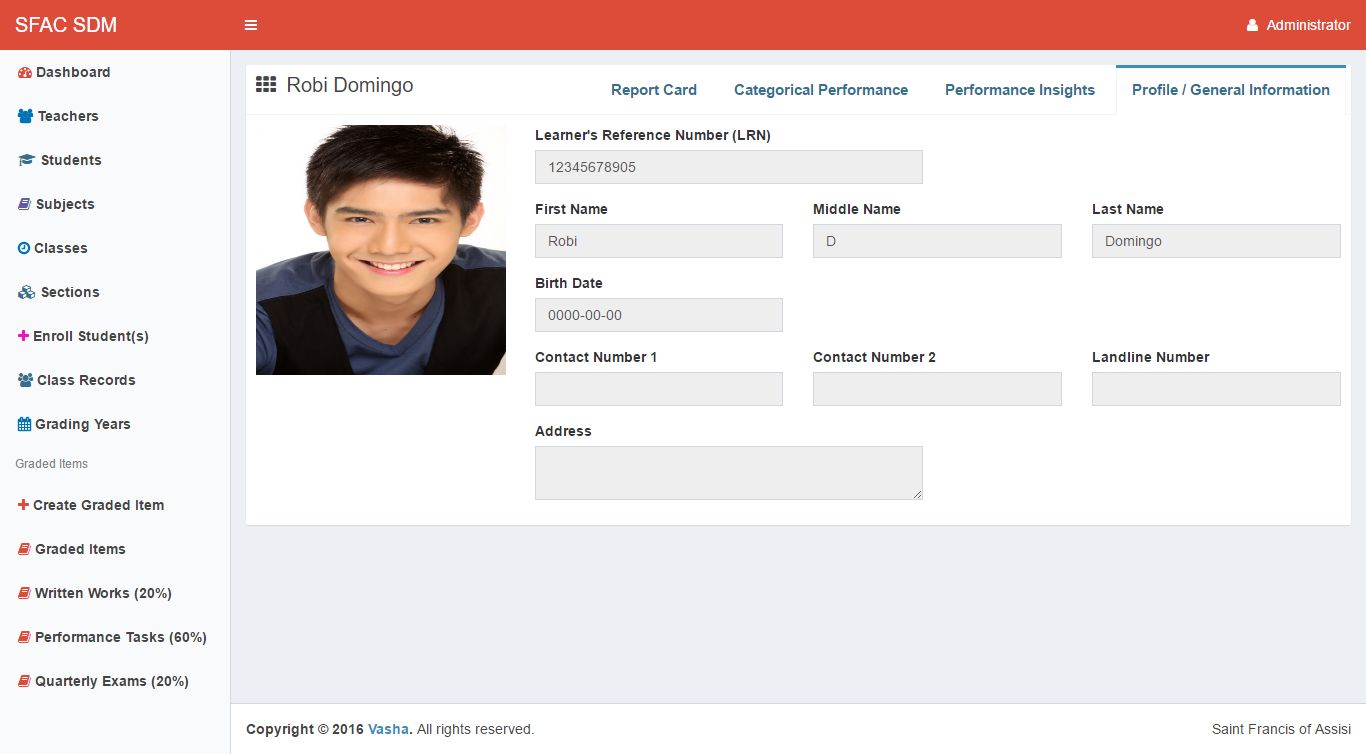 SFAC SDM
Administrator
Dashboard
Teachers
Students
Subjects
Classes
Sections
Enroll Student(s)
Class Records
Grading Years
Graded Items
Create Graded Item
Graded Items
Written Works (20%)
Performance Tasks (60%)
Quarterly Exams (20%)
Robi Domingo
Report Card Categorical Performance Performance Insights Profile / General Information
Learner's Reference Number (LRN)
12345678905
First Name Middle Name Last Name
Robi D Domingo
Birth Date
0000-00-00
Contact Number 1 Contact Number 2 Landline Number
Address
Copyright © 2016 Vasha. All rights reserved. Saint Francis of Assisi